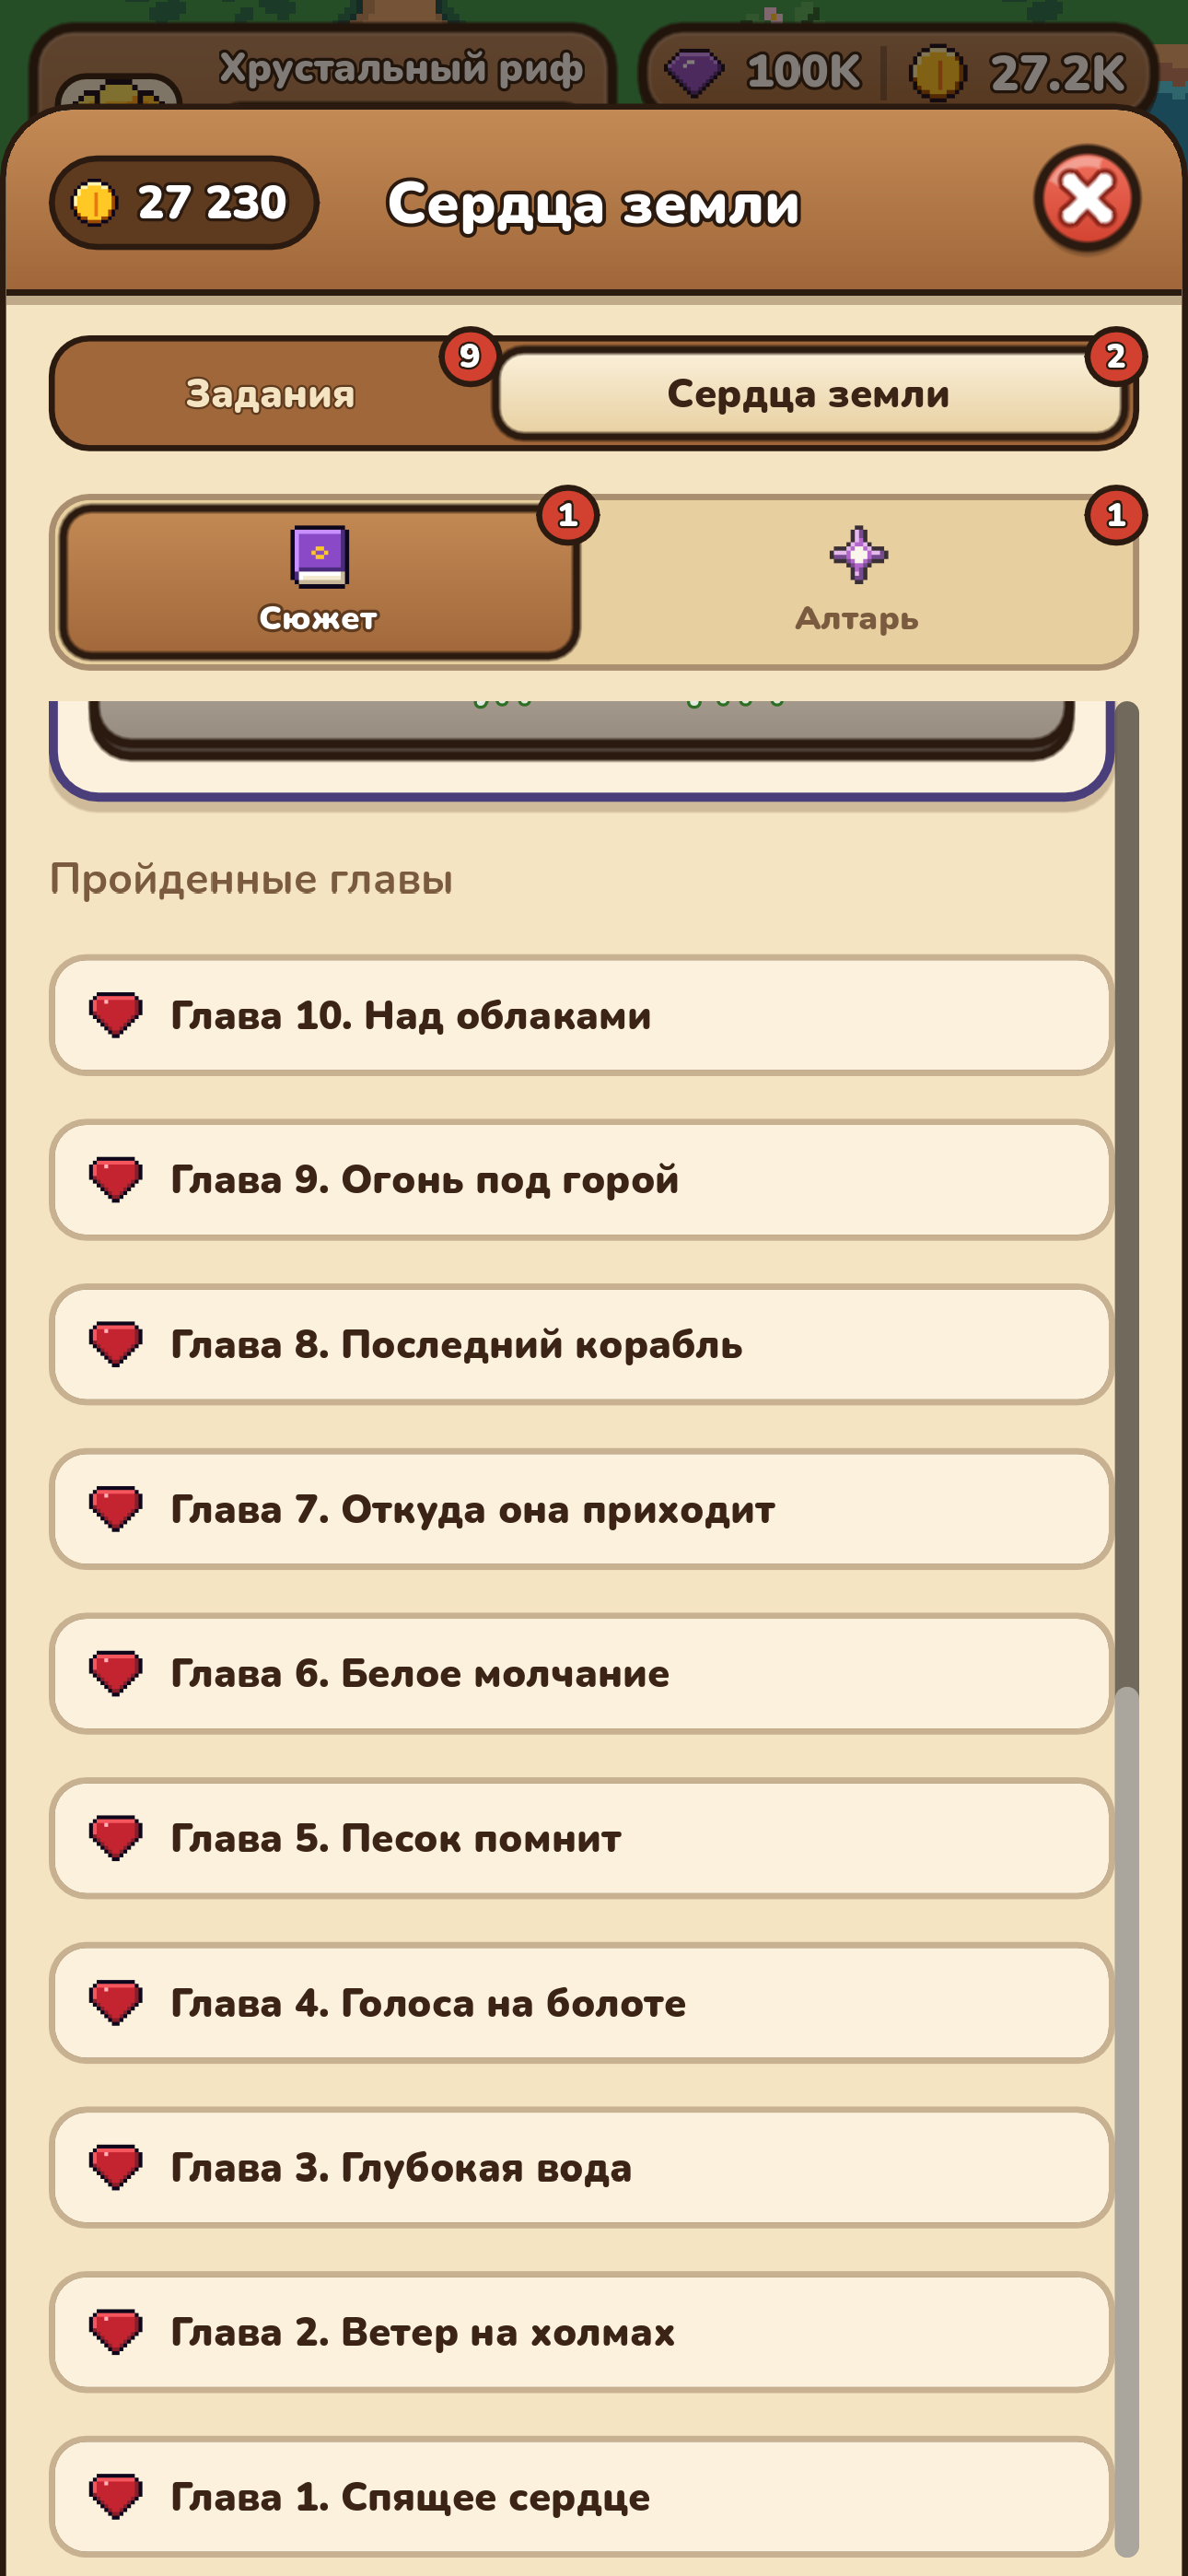 Хрустальный риф
100K
27.2K
27 230
Сердца земли
Задания
9
Сердца земли
2
Сюжет
1
Алтарь
1
Пройденные главы
Глава 10. Над облаками
Глава 9. Огонь под горой
Глава 8. Последний корабль
Глава 7. Откуда она приходит
Глава 6. Белое молчание
Глава 5. Песок помнит
Глава 4. Голоса на болоте
Глава 3. Глубокая вода
Глава 2. Ветер на холмах
Глава 1. Спящее сердце